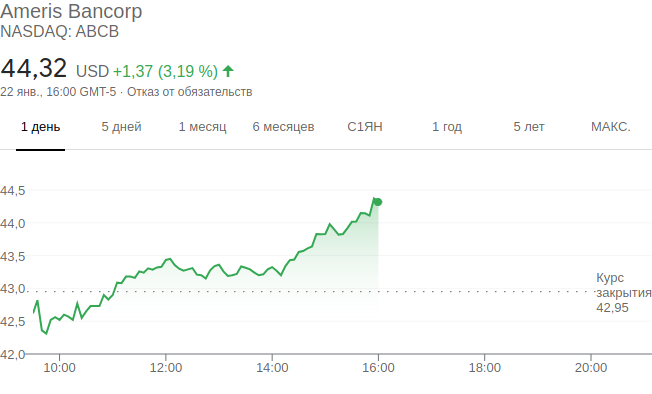 Ameris Bancorp
NASDAQ: ABCB
44,32 USD +1,37 (3,19 %)
22 янв., 16:00 GMT-5 · Отказ от обязательств
1 день 5 дней 1 месяц 6 месяцев С1ЯН 1 год 5 лет МАКС.
44,5
44,0
43,5
43,0
42,5
42,0
Курс
закрытия
42,95
10:00 12:00 14:00 16:00 18:00 20:00